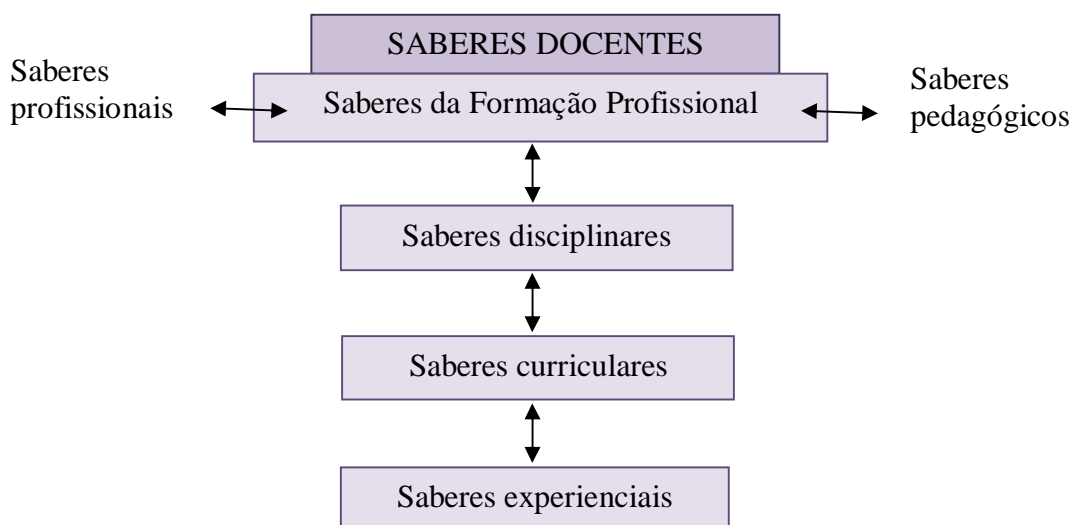 SABERES DOCENTES
Saberes
profissionais
Saberes da Formação Profissional
Saberes
pedagógicos
Saberes disciplinares
Saberes curriculares
Saberes experienciais